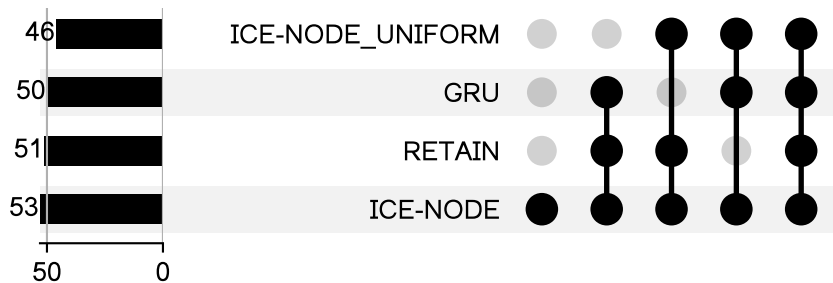 46 ICE-NODE_UNIFORM
50 GRU
51 RETAIN
53 ICE-NODE
50 0